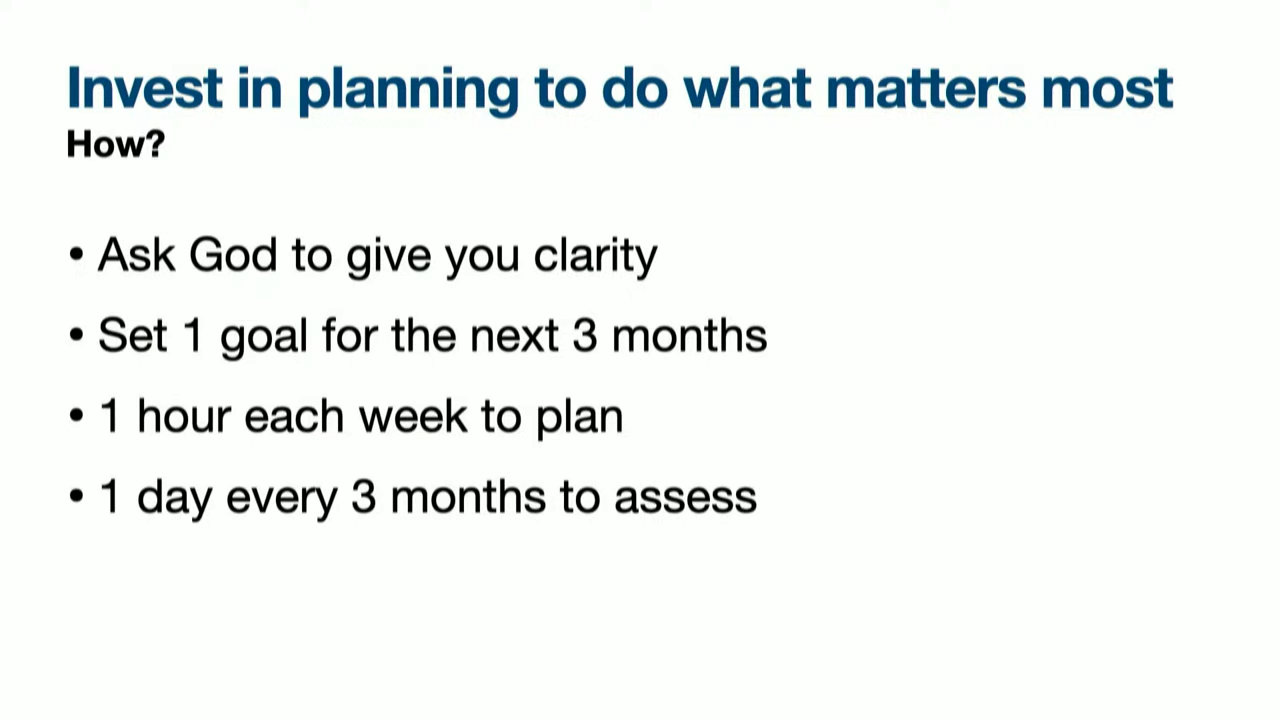 Invest in planning to do what matters most
How?
• Ask God to give you clarity
• Set 1 goal for the next 3 months
• 1 hour each week to plan
• 1 day every 3 months to assess